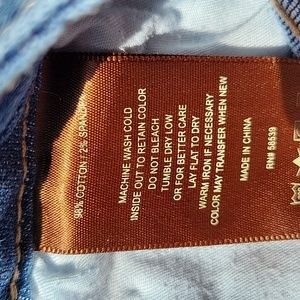 98% COTTON / 2% SPANDEX
MACHINE WASH COLD
INSIDE OUT TO RETAIN COLOR
DO NOT BLEACH
TUMBLE DRY LOW
OR FOR BETTER CARE
LAY FLAT TO DRY
WARM IRON IF NECESSARY
COLOR MAY TRANSFER WHEN NEW
MADE IN CHINA
RN# 58539